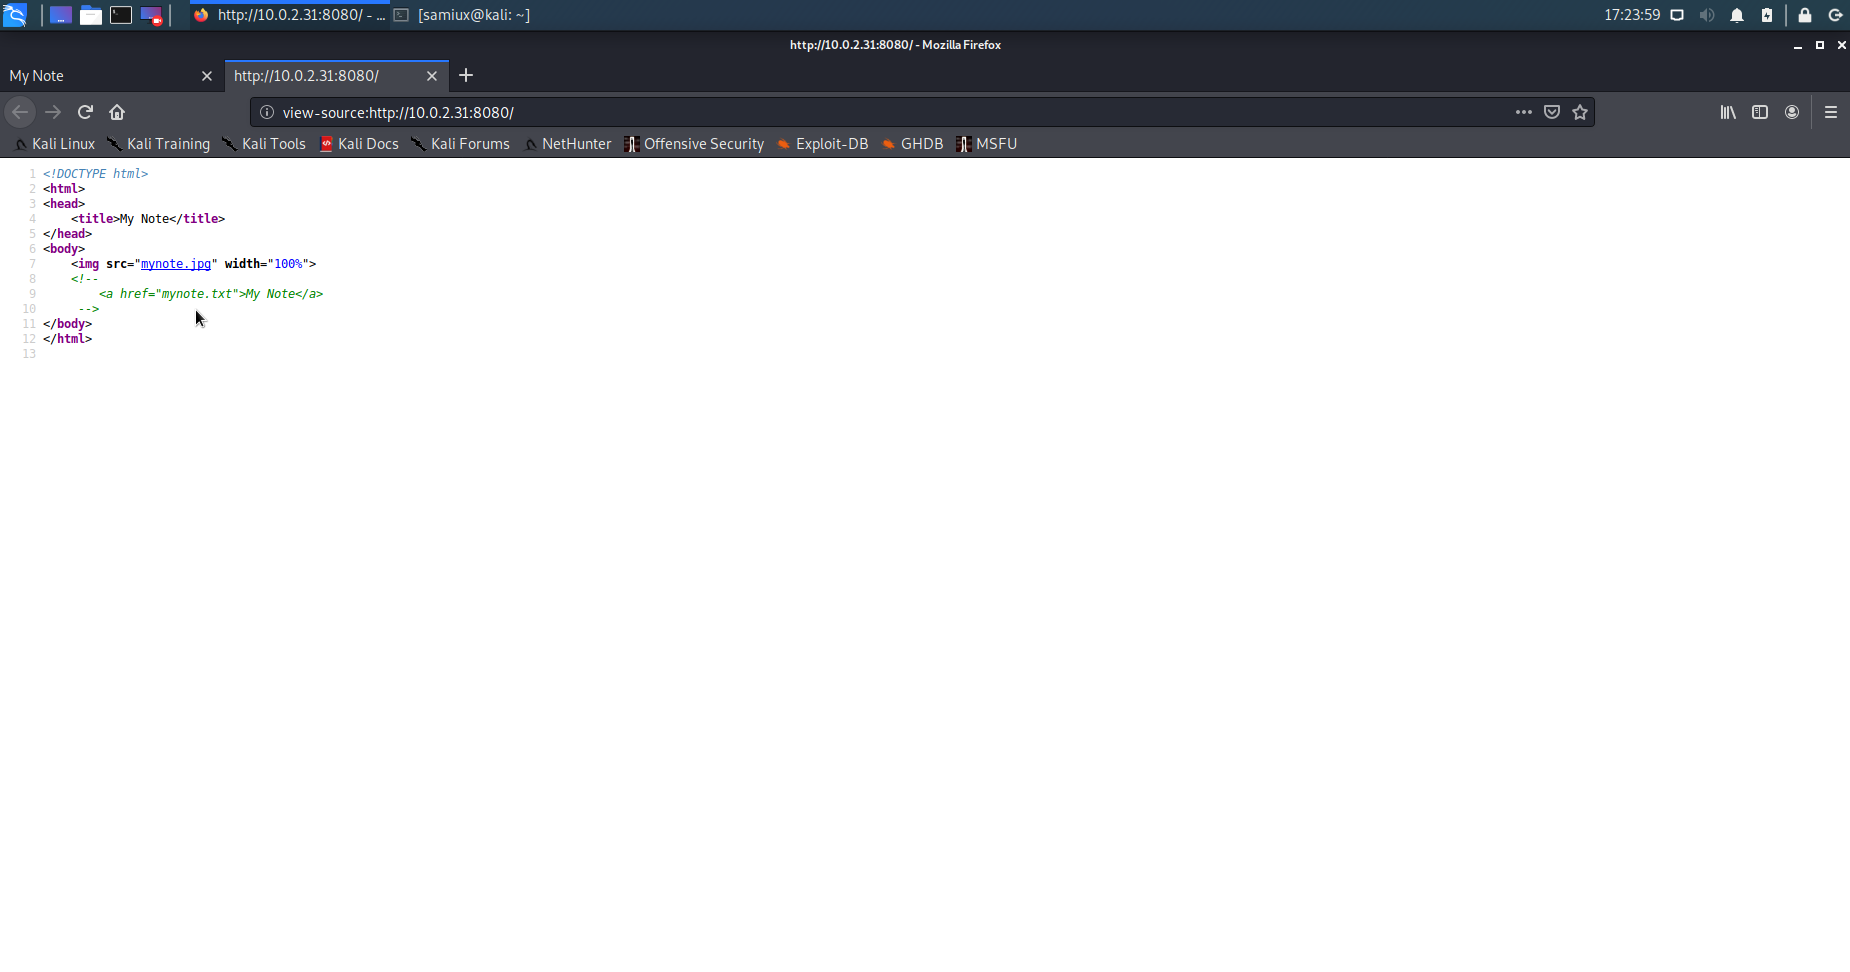 http://10.0.2.31:8080/ - ...
[samiux@kali: ~]
17:23:59
http://10.0.2.31:8080/ - Mozilla Firefox
My Note
http://10.0.2.31:8080/
view-source:http://10.0.2.31:8080/
Kali Linux Kali Training Kali Tools Kali Docs Kali Forums NetHunter Offensive Security Exploit-DB GHDB MSFU
1 <!DOCTYPE html>
2 <html>
3 <head>
4     <title>My Note</title>
5 </head>
6 <body>
7     <img src="mynote.jpg" width="100%">
8     <!--
9         <a href="mynote.txt">My Note</a>
10      -->
11 </body>
12 </html>
13